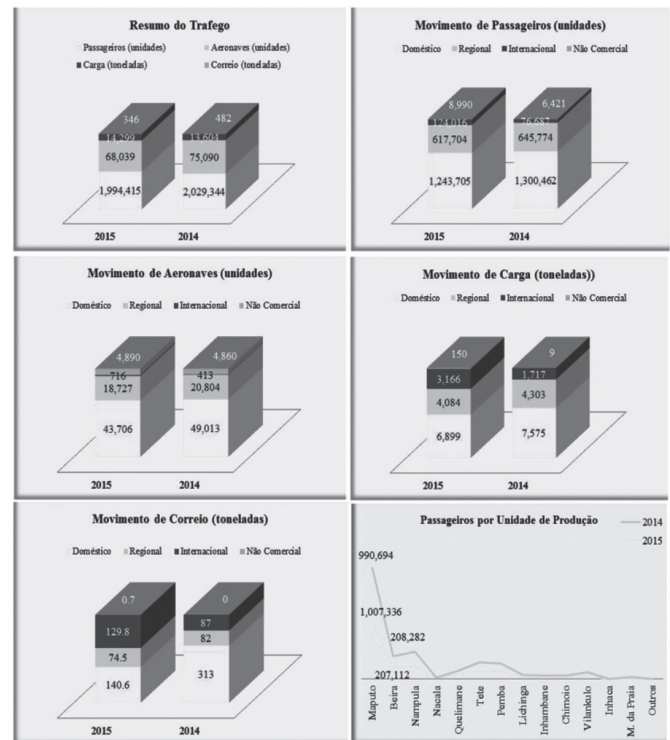 Resumo do Trafego
Passageiros (unidades) Aeronaves (unidades)
Carga (toneladas) Correio (toneladas)
346 482
14,299 13,604
68,039 75,090
1,994,415 2,029,344
2015 2014
Movimento de Passageiros (unidades)
Doméstico Regional Internacional Não Comercial
8,990 6,421
124,016 76,687
617,704 645,774
1,243,705 1,300,462
2015 2014
Movimento de Aeronaves (unidades)
Doméstico Regional Internacional Não Comercial
4,890 4,860
716 413
18,727 20,804
43,706 49,013
2015 2014
Movimento de Carga (toneladas))
Doméstico Regional Internacional Não Comercial
150 9
3,166 1,717
4,084 4,303
6,899 7,575
2015 2014
Movimento de Correio (toneladas)
Doméstico Regional Internacional Não Comercial
0.7 0
129.8 87
74.5 82
140.6 313
2015 2014
Passageiros por Unidade de Produção
2014
2015
990,694
1,007,336
208,282
207,112
Maputo
Beira
Nampula
Nacala
Quelimane
Tete
Pemba
Lichinga
Inhambane
Chimoio
Vilankulo
Inhaca
M. da Praia
Outros